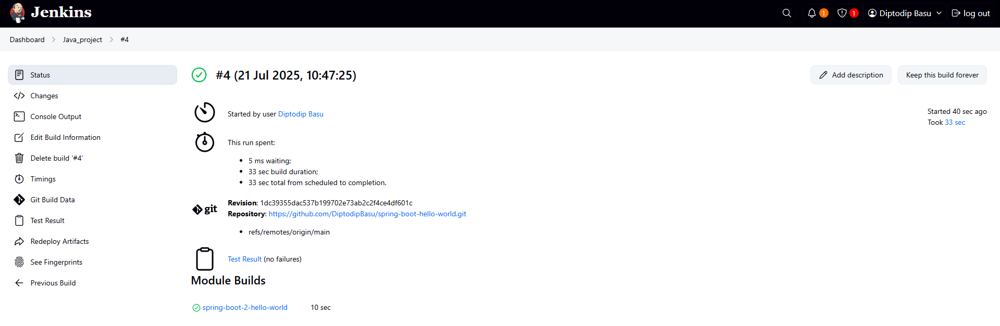 Jenkins
1
1
Diptodip Basu
log out
Dashboard
Java_project
#4
Status
Changes
Console Output
Edit Build Information
Delete build ‘#4’
Timings
Git Build Data
Test Result
Redeploy Artifacts
See Fingerprints
Previous Build
#4 (21 Jul 2025, 10:47:25)
Add description
Keep this build forever
Started by user Diptodip Basu
Started 40 sec ago
Took 33 sec
This run spent:
5 ms waiting;
33 sec build duration;
33 sec total from scheduled to completion.
git
Revision: 1dc39355dac537b199702e73ab2c2f4ce4df601c
Repository: https://github.com/DiptodipBasu/spring-boot-hello-world.git
refs/remotes/origin/main
Test Result (no failures)
Module Builds
spring-boot-2-hello-world 10 sec